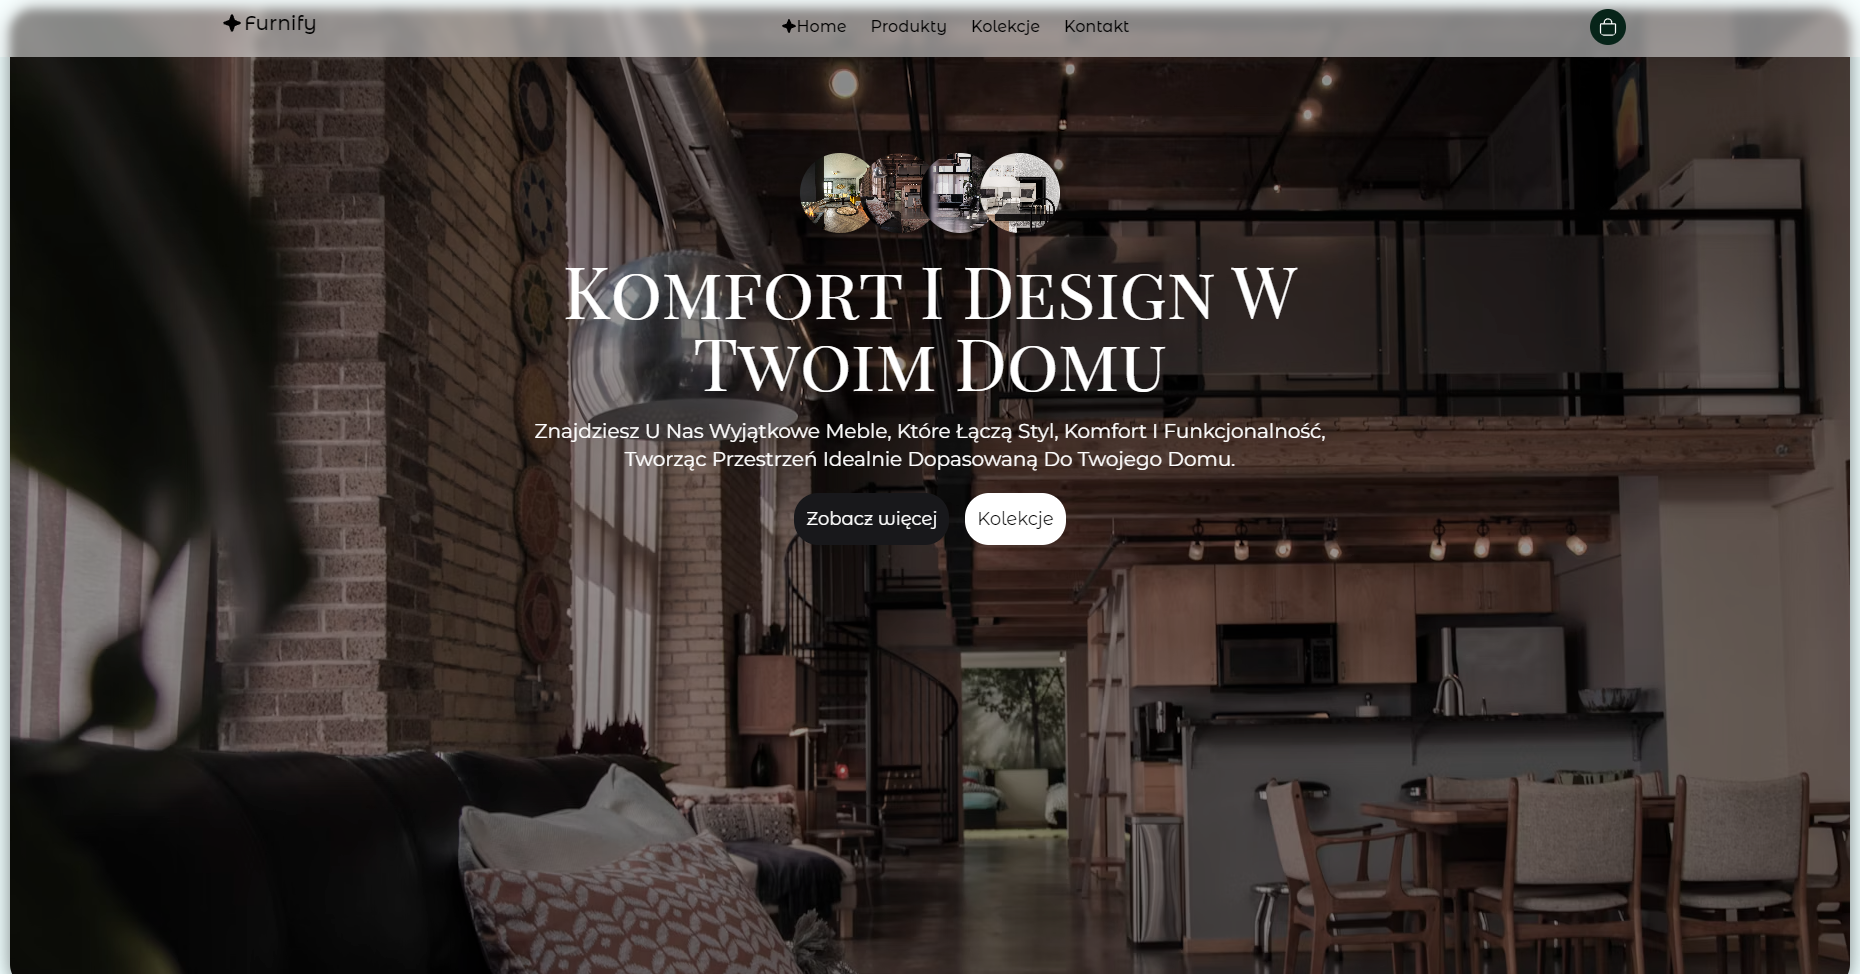 Furnify
Home Produkty Kolekcje Kontakt
Komfort I Design W
Twoim Domu
Znajdziesz U Nas Wyjątkowe Meble, Które Łączą Styl, Komfort I Funkcjonalność,
Tworząc Przestrzeń Idealnie Dopasowaną Do Twojego Domu.
Zobacz więcej Kolekcje